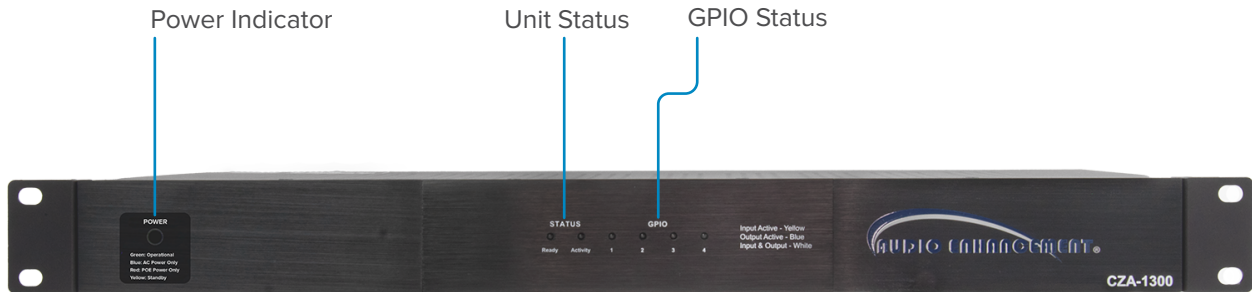 Power Indicator
Unit Status
GPIO Status
POWER
Green: Operational
Blue: AC Power Only
Red: POE Power Only
Yellow: Standby
STATUS
Ready
Activity
GPIO
1
2
3
4
Input Active - Yellow
Output Active - Blue
Input & Output - White
AUDIO ENHANCEMENT®
CZA-1300